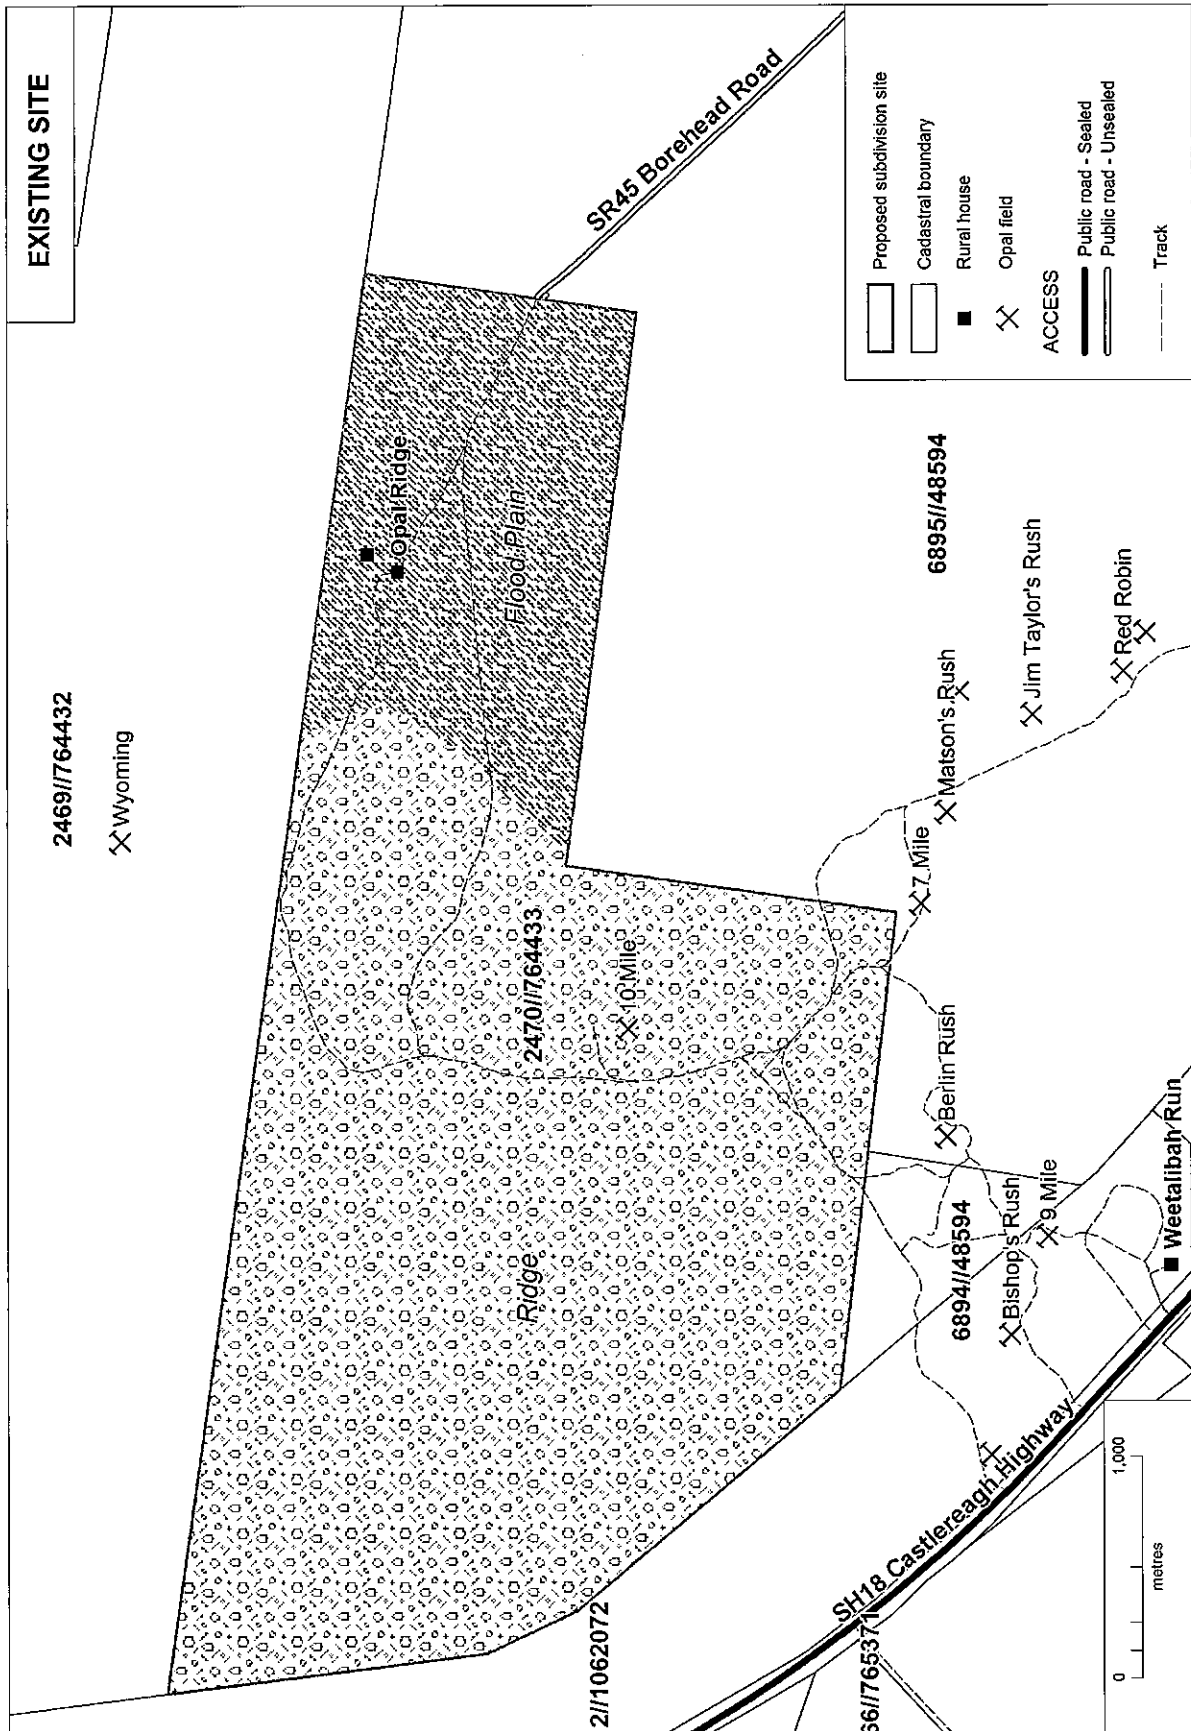 EXISTING SITE
2469//764432
Wyoming
SR45 Borehead Road
Opal Ridge
Flood Plain
2470//764433
10 Mile
Ridge
6895//48594
Matson's Rush
Jim Taylor's Rush
Red Robin
7 Mile
Berlin Rush
9 Mile
Bishop's Rush
6894//48594
Weetalibah Run
SH18 Castlereagh Highway
2//1062072
66//765371
0
1,000
metres
Proposed subdivision site
Cadastral boundary
Rural house
Opal field
ACCESS
Public road - Sealed
Public road - Unsealed
Track